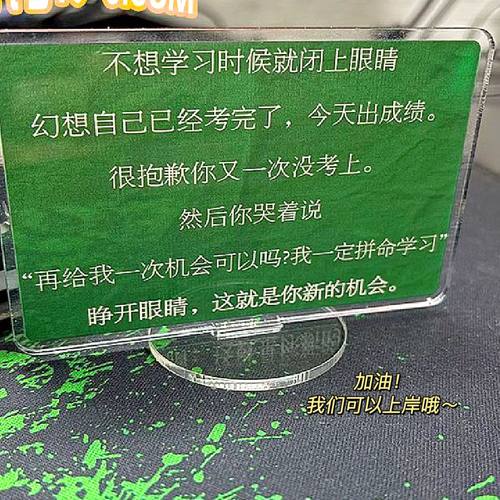 不想学习时候就闭上眼睛
幻想自己已经考完了，今天出成绩。
很抱歉你又一次没考上。
然后你哭着说
“再给我一次机会可以吗?我一定拼命学习”
睁开眼睛，这就是你新的机会。
加油！
我们可以上岸哦～